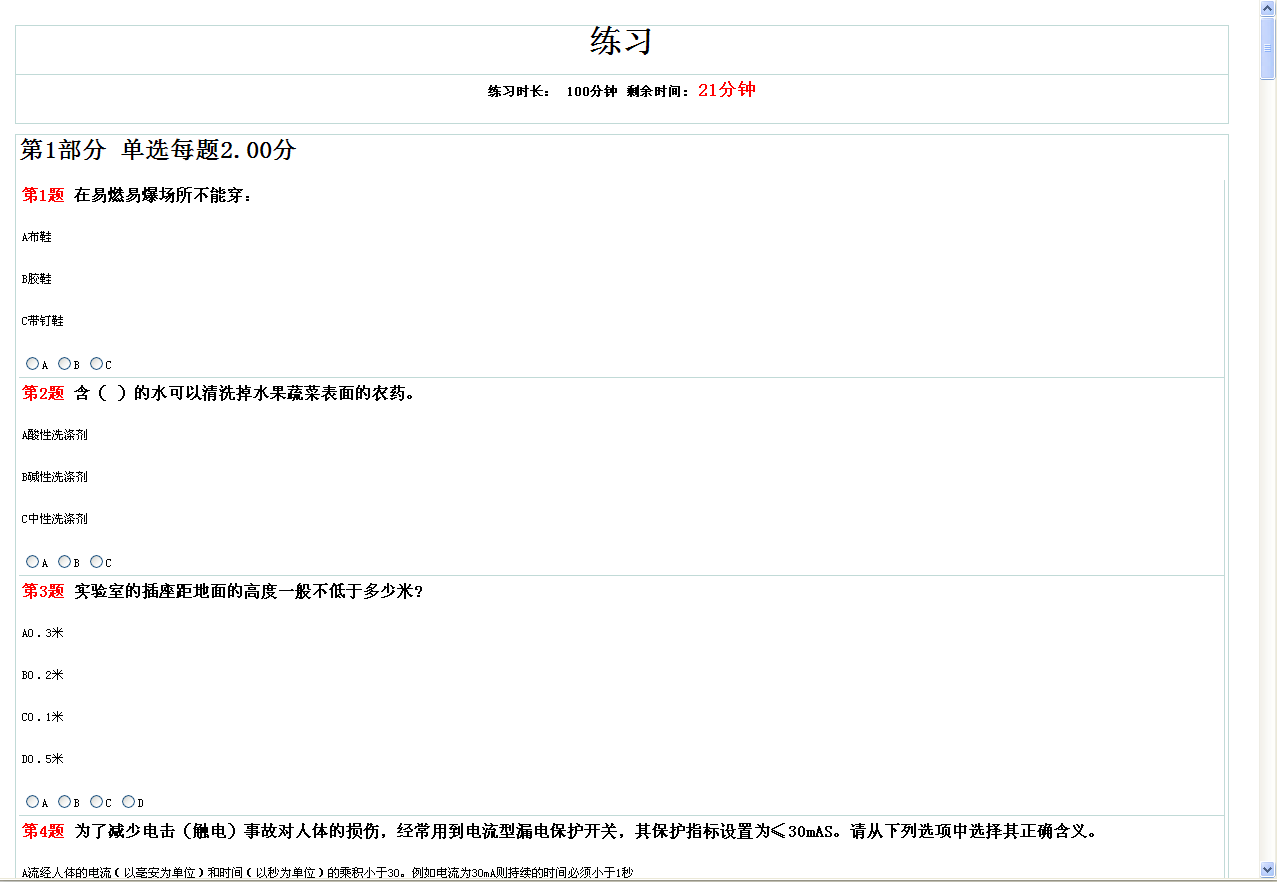 练习
练习时长： 100分钟 剩余时间：21分钟
第1部分 单选每题2.00分
第1题 在易燃易爆场所不能穿：
A布鞋
B胶鞋
C带钉鞋
A B C
第2题 含（ ）的水可以清洗掉水果蔬菜表面的农药。
A酸性洗涤剂
B碱性洗涤剂
C中性洗涤剂
A B C
第3题 实验室的插座距地面的高度一般不低于多少米?
A0．3米
B0．2米
C0．1米
D0．5米
A B C D
第4题 为了减少电击（触电）事故对人体的损伤，经常用到电流型漏电保护开关，其保护指标设置为≤30mAS。请从下列选项中选择其正确含义。
A流经人体的电流（以毫安为单位）和时间（以秒为单位）的乘积小于30。例如电流为30mA则持续的时间必须小于1秒